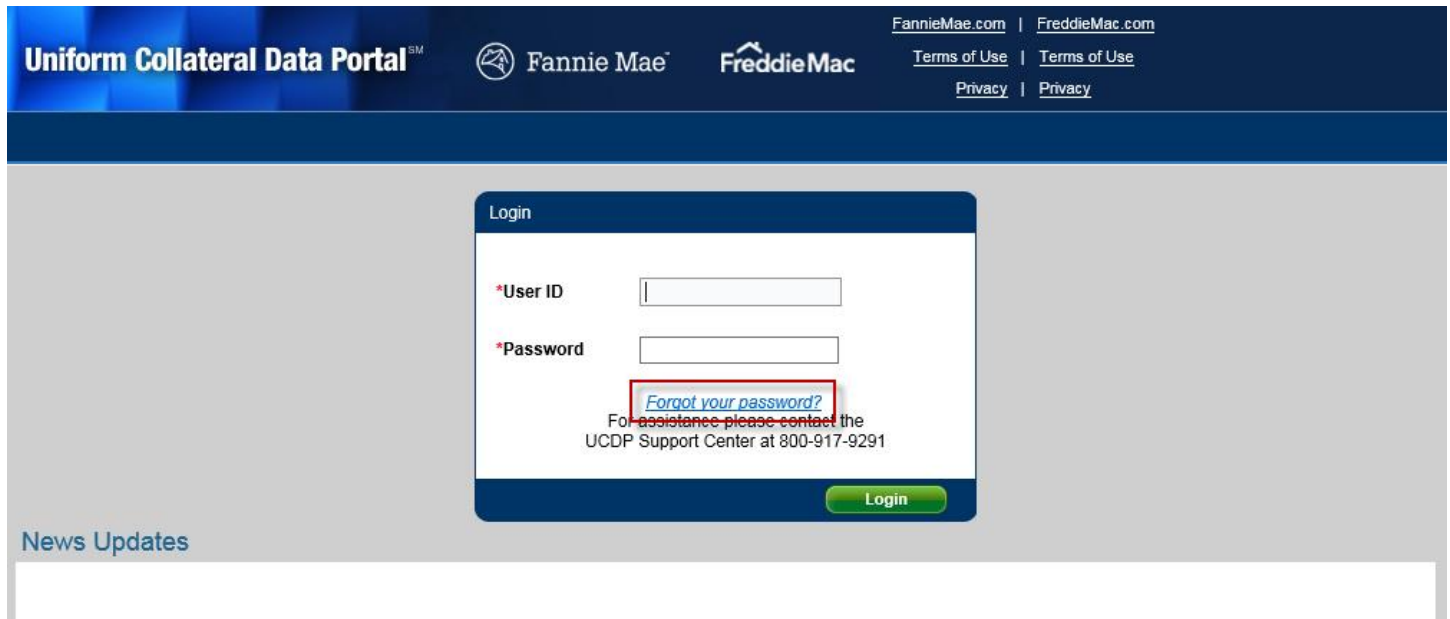 FannieMae.com | FreddieMac.com
Uniform Collateral Data Portal℠ Fannie Mae Freddie Mac Terms of Use | Terms of Use
Privacy | Privacy
Login
*User ID
*Password
Forgot your password?
For assistance please contact the
UCDP Support Center at 800-917-9291
Login
News Updates